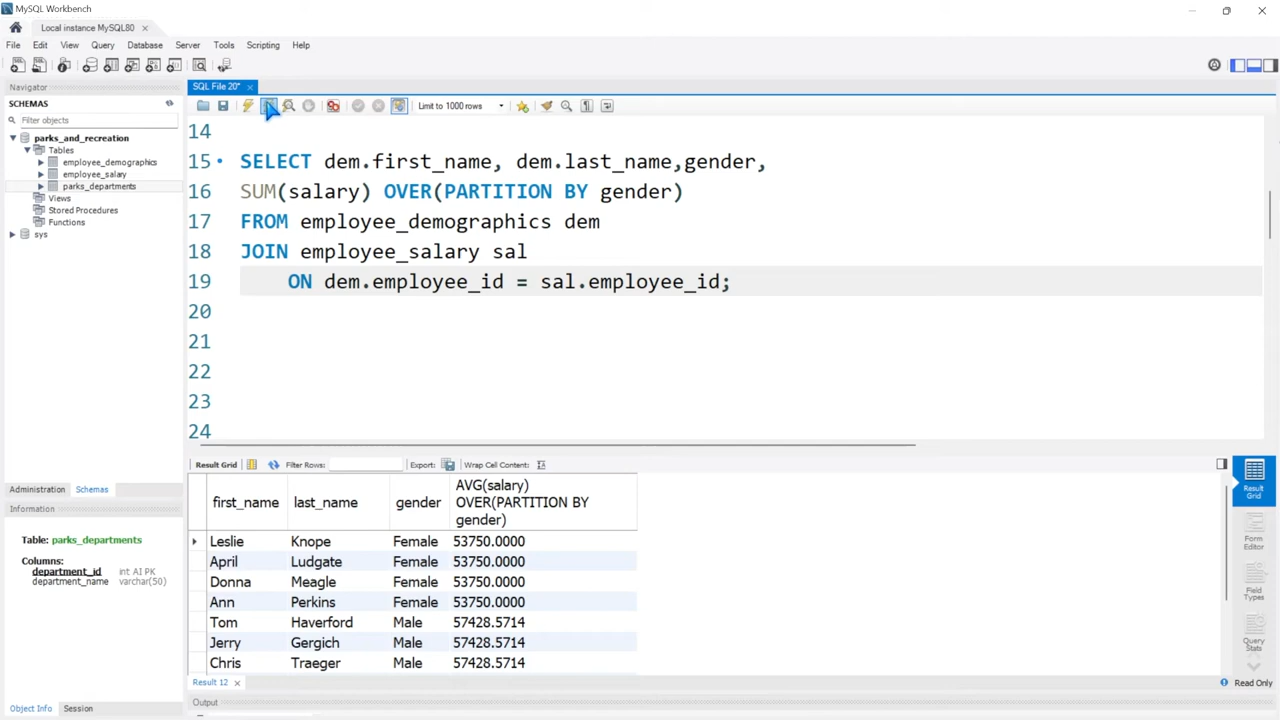 MySQL Workbench
Local instance MySQL80
File Edit View Query Database Server Tools Scripting Help
Navigator
SCHEMAS
Filter objects
parks_and_recreation
Tables
employee_demographics
employee_salary
parks_departments
Views
Stored Procedures
Functions
sys
Administration Schemas
Information
Table: parks_departments
Columns:
department_id int AI PK
department_name varchar(50)
Object Info Session
SQL File 20*
Limit to 1000 rows
14
15 SELECT dem.first_name, dem.last_name,gender,
16 SUM(salary) OVER(PARTITION BY gender)
17 FROM employee_demographics dem
18 JOIN employee_salary sal
19 ON dem.employee_id = sal.employee_id;
20
21
22
23
24
Result Grid Filter Rows: Export: Wrap Cell Content:
first_name last_name gender AVG(salary)
OVER(PARTITION BY
gender)
Leslie Knope Female 53750.0000
April Ludgate Female 53750.0000
Donna Meagle Female 53750.0000
Ann Perkins Female 53750.0000
Tom Haverford Male 57428.5714
Jerry Gergich Male 57428.5714
Chris Traeger Male 57428.5714
Result 12
Output
Result
Grid
Form
Editor
Field
Types
Query
Stats
Read Only